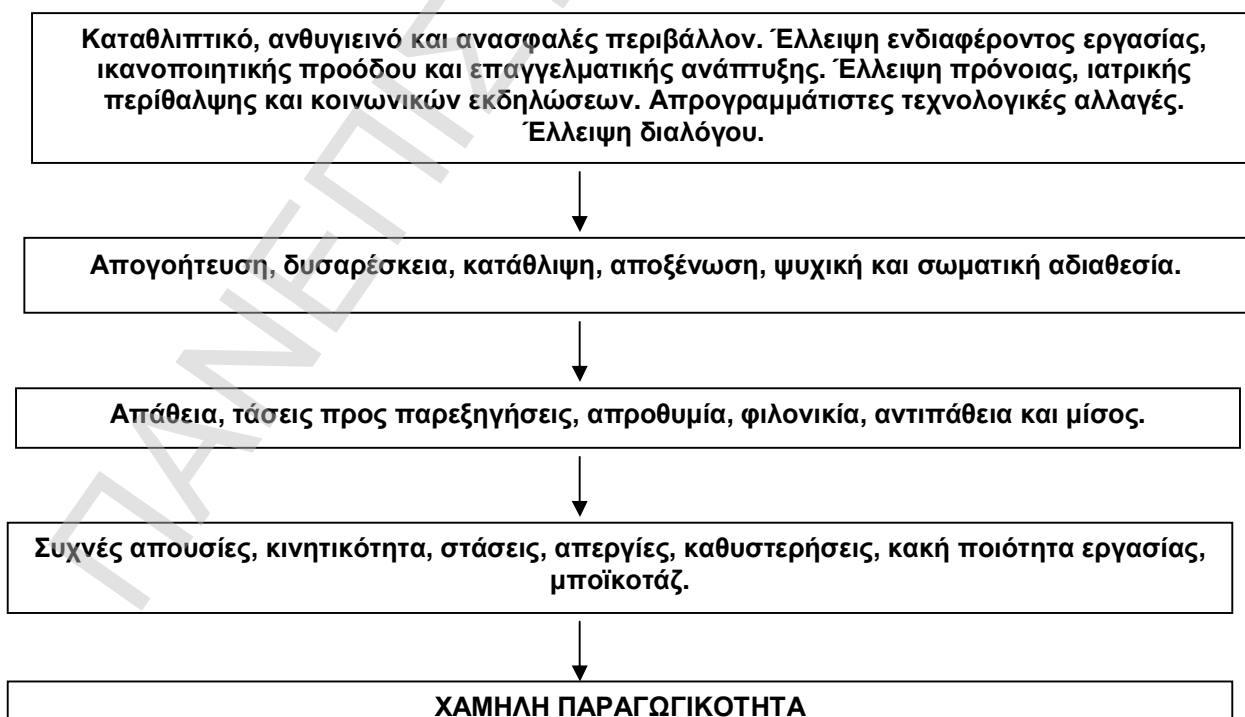 Καταθλιπτικό, ανθυγιεινό και ανασφαλές περιβάλλον. Έλλειψη ενδιαφέροντος εργασίας,
ικανοποιητικής προόδου και επαγγελματικής ανάπτυξης. Έλλειψη πρόνοιας, ιατρικής
περίθαλψης και κοινωνικών εκδηλώσεων. Απρογραμμάτιστες τεχνολογικές αλλαγές.
Έλλειψη διαλόγου.
Απογοήτευση, δυσαρέσκεια, κατάθλιψη, αποξένωση, ψυχική και σωματική αδιαθεσία.
Απάθεια, τάσεις προς παρεξηγήσεις, απροθυμία, φιλονικία, αντιπάθεια και μίσος.
Συχνές απουσίες, κινητικότητα, στάσεις, απεργίες, καθυστερήσεις, κακή ποιότητα εργασίας,
μποϊκοτάζ.
ΧΑΜΗΛΗ ΠΑΡΑΓΩΓΙΚΟΤΗΤΑ